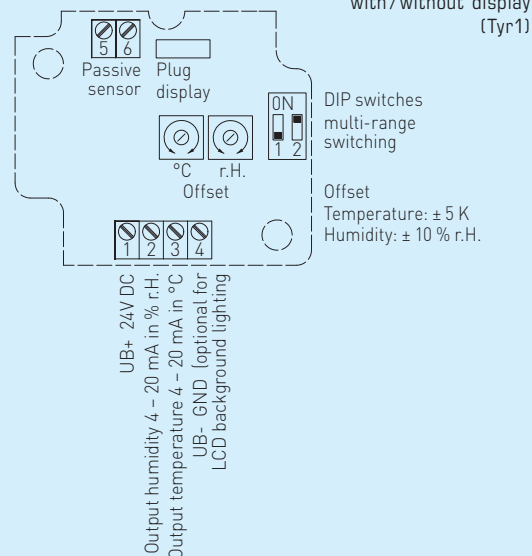 with / without display
(Tyr1)
5 6
Passive
sensor
Plug
display
ON
1 2
DIP switches
multi-range
switching
°C r.H.
Offset
Offset
Temperature: ± 5 K
Humidity: ± 10 % r.H.
1 2 3 4
UB+ 24V DC
Output humidity 4 – 20 mA in % r.H.
Output temperature 4 – 20 mA in °C
UB- GND (optional for
LCD background lighting